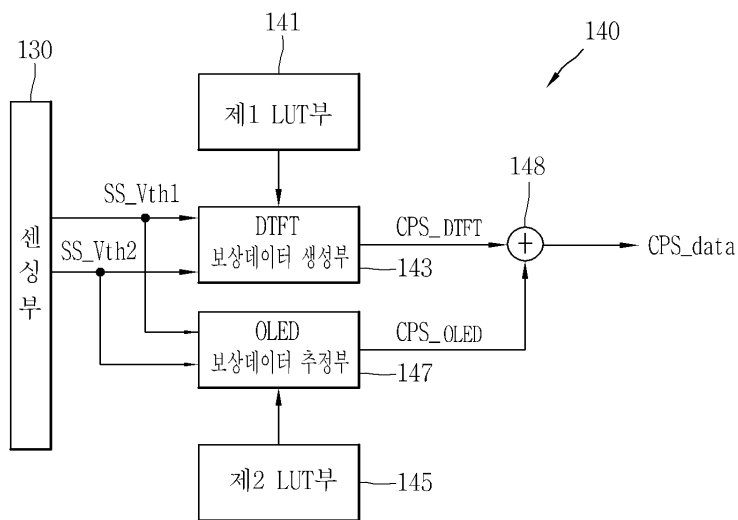 130
141
140
제1 LUT부
148
SS_Vth1
SS_Vth2
센싱부
DTFT
보상데이터 생성부
CPS_DTFT
143
CPS_data
OLED
보상데이터 추정부
CPS_OLED
147
제2 LUT부
145